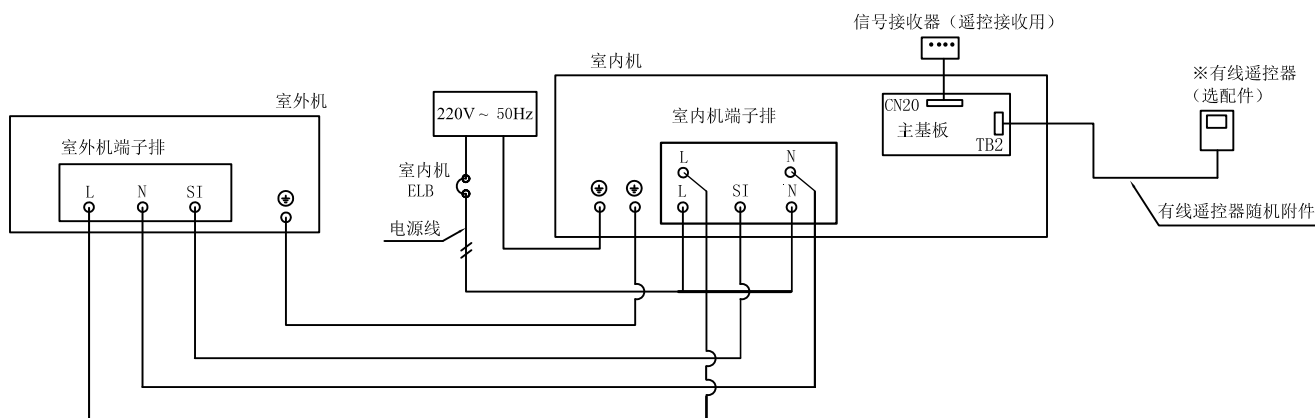 信号接收器（遥控接收用）
室内机
※有线遥控器
（选配件）
室外机
220V～ 50Hz
CN20
主基板
TB2
室内机端子排
室外机端子排
室内机
ELB
L
N
L
N
SI
L
SI
N
电源线
有线遥控器随机附件